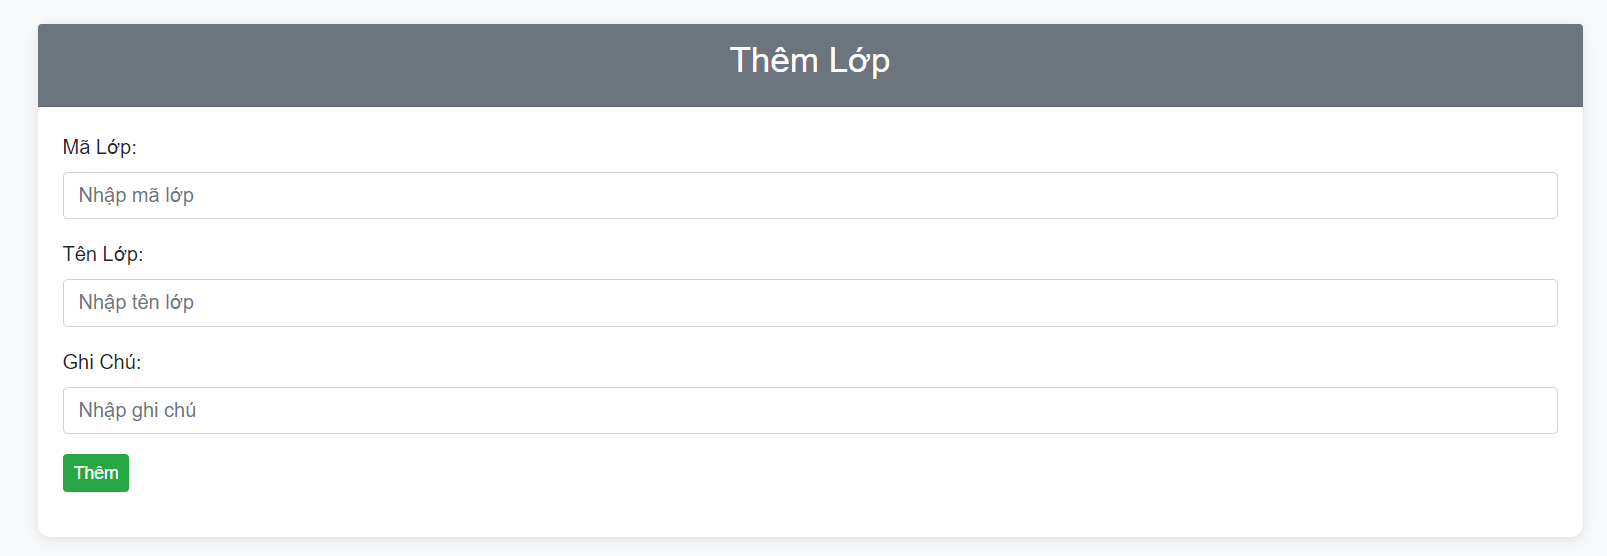 Thêm Lớp
Mã Lớp:
Nhập mã lớp
Tên Lớp:
Nhập tên lớp
Ghi Chú:
Nhập ghi chú
Thêm